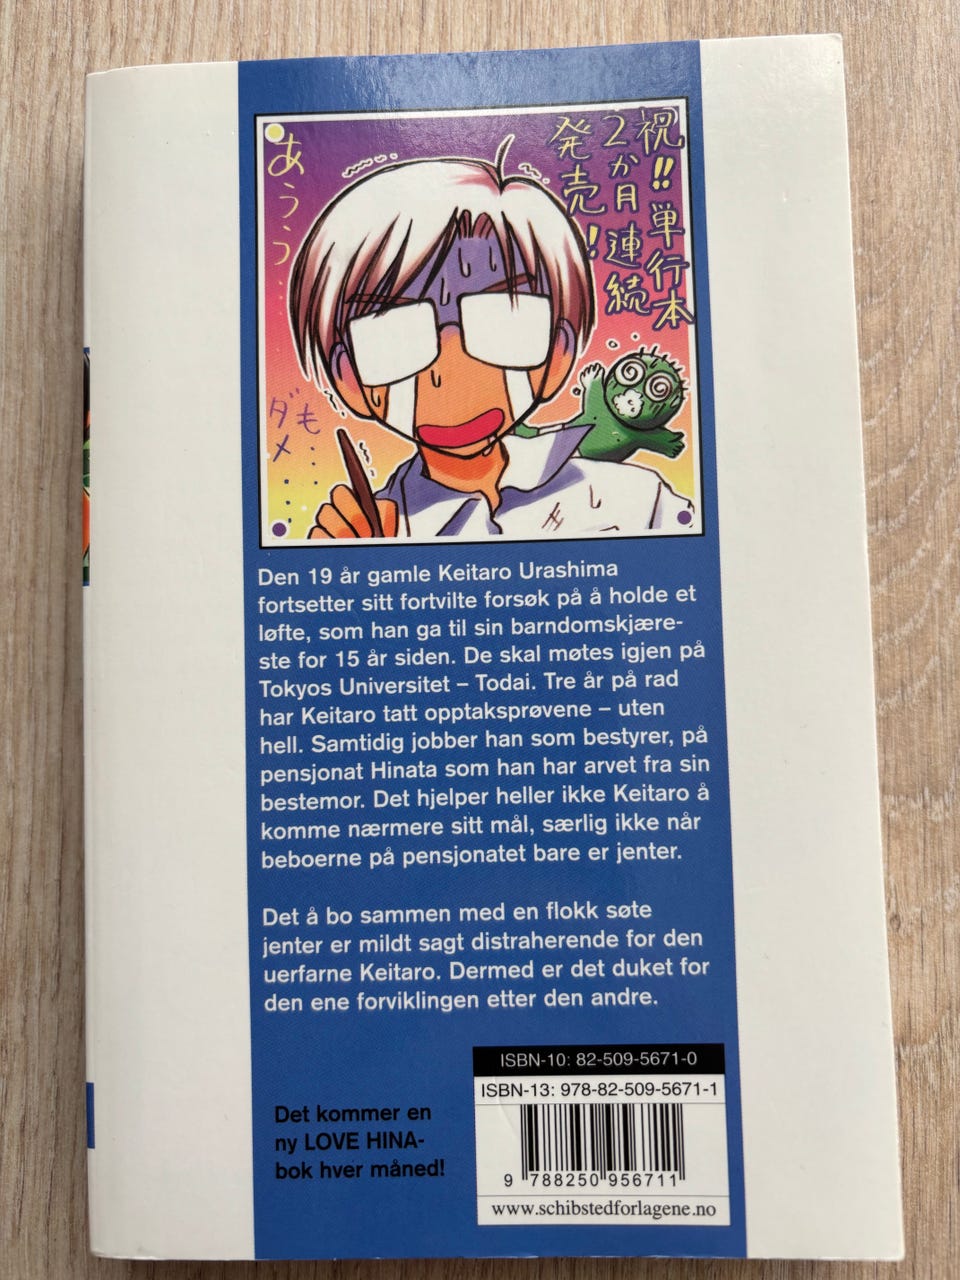 祝!!単行本
2か月連続
発売!
あうう……
もー……
ダメ……
Den 19 år gamle Keitaro Urashima
fortsetter sitt fortvilte forsøk på å holde et
løfte, som han ga til sin barndomskjære-
ste for 15 år siden. De skal møtes igjen på
Tokyos Universitet – Todai. Tre år på rad
har Keitaro tatt opptaksprøvene – uten
hell. Samtidig jobber han som bestyrer, på
pensjonat Hinata som han har arvet fra sin
bestemor. Det hjelper heller ikke Keitaro å
komme nærmere sitt mål, særlig ikke når
beboerne på pensjonatet bare er jenter.
Det å bo sammen med en flokk søte
jenter er mildt sagt distraherende for den
uerfarne Keitaro. Dermed er det duket for
den ene forviklingen etter den andre.
Det kommer en
ny LOVE HINA-
bok hver måned!
ISBN-10: 82-509-5671-0
ISBN-13: 978-82-509-5671-1
9 788250 956711
www.schibstedforlagene.no